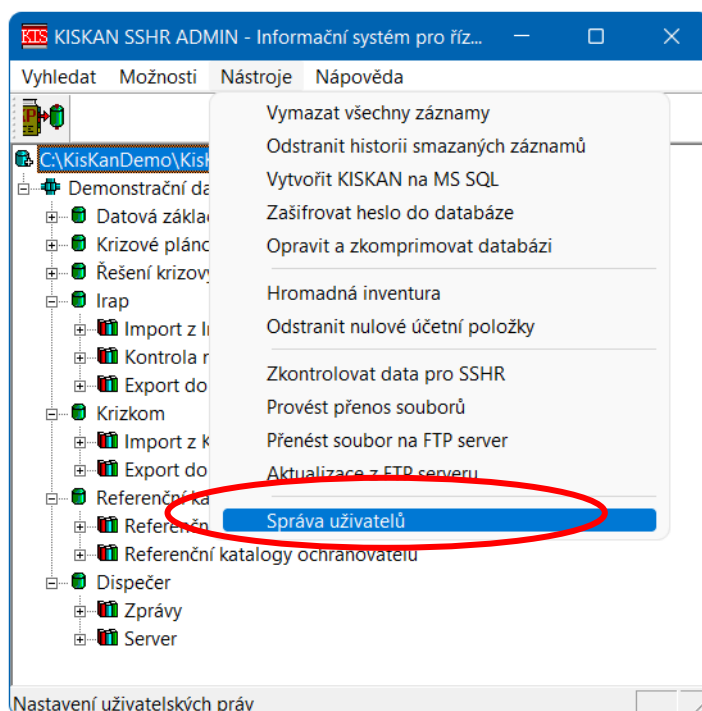 KIS KISKAN SSHR ADMIN - Informační systém pro říz...
Vyhledat Možnosti Nástroje Nápověda
Vymazat všechny záznamy
Odstranit historii smazaných záznamů
Vytvořit KISKAN na MS SQL
Zašifrovat heslo do databáze
Opravit a zkomprimovat databázi
Hromadná inventura
Odstranit nulové účetní položky
Zkontrolovat data pro SSHR
Provést přenos souborů
Přenést soubor na FTP server
Aktualizace z FTP serveru
Správa uživatelů
C:\KisKanDemo\Kisk
Demonstrační da
Datová základ
Krizové pláno
Řešení krizový
Irap
Import z I
Kontrola r
Export do
Krizkom
Import z K
Export do
Referenční ka
Referenčn
Referenční katalogy ochraňovatelů
Dispečer
Zprávy
Server
Nastavení uživatelských práv